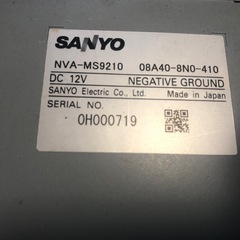 SANYO
NVA-MS9210 08A40-8N0-410
DC 12V NEGATIVE GROUND
SANYO Electric Co., Ltd. Made in Japan
SERIAL NO.
0H000719